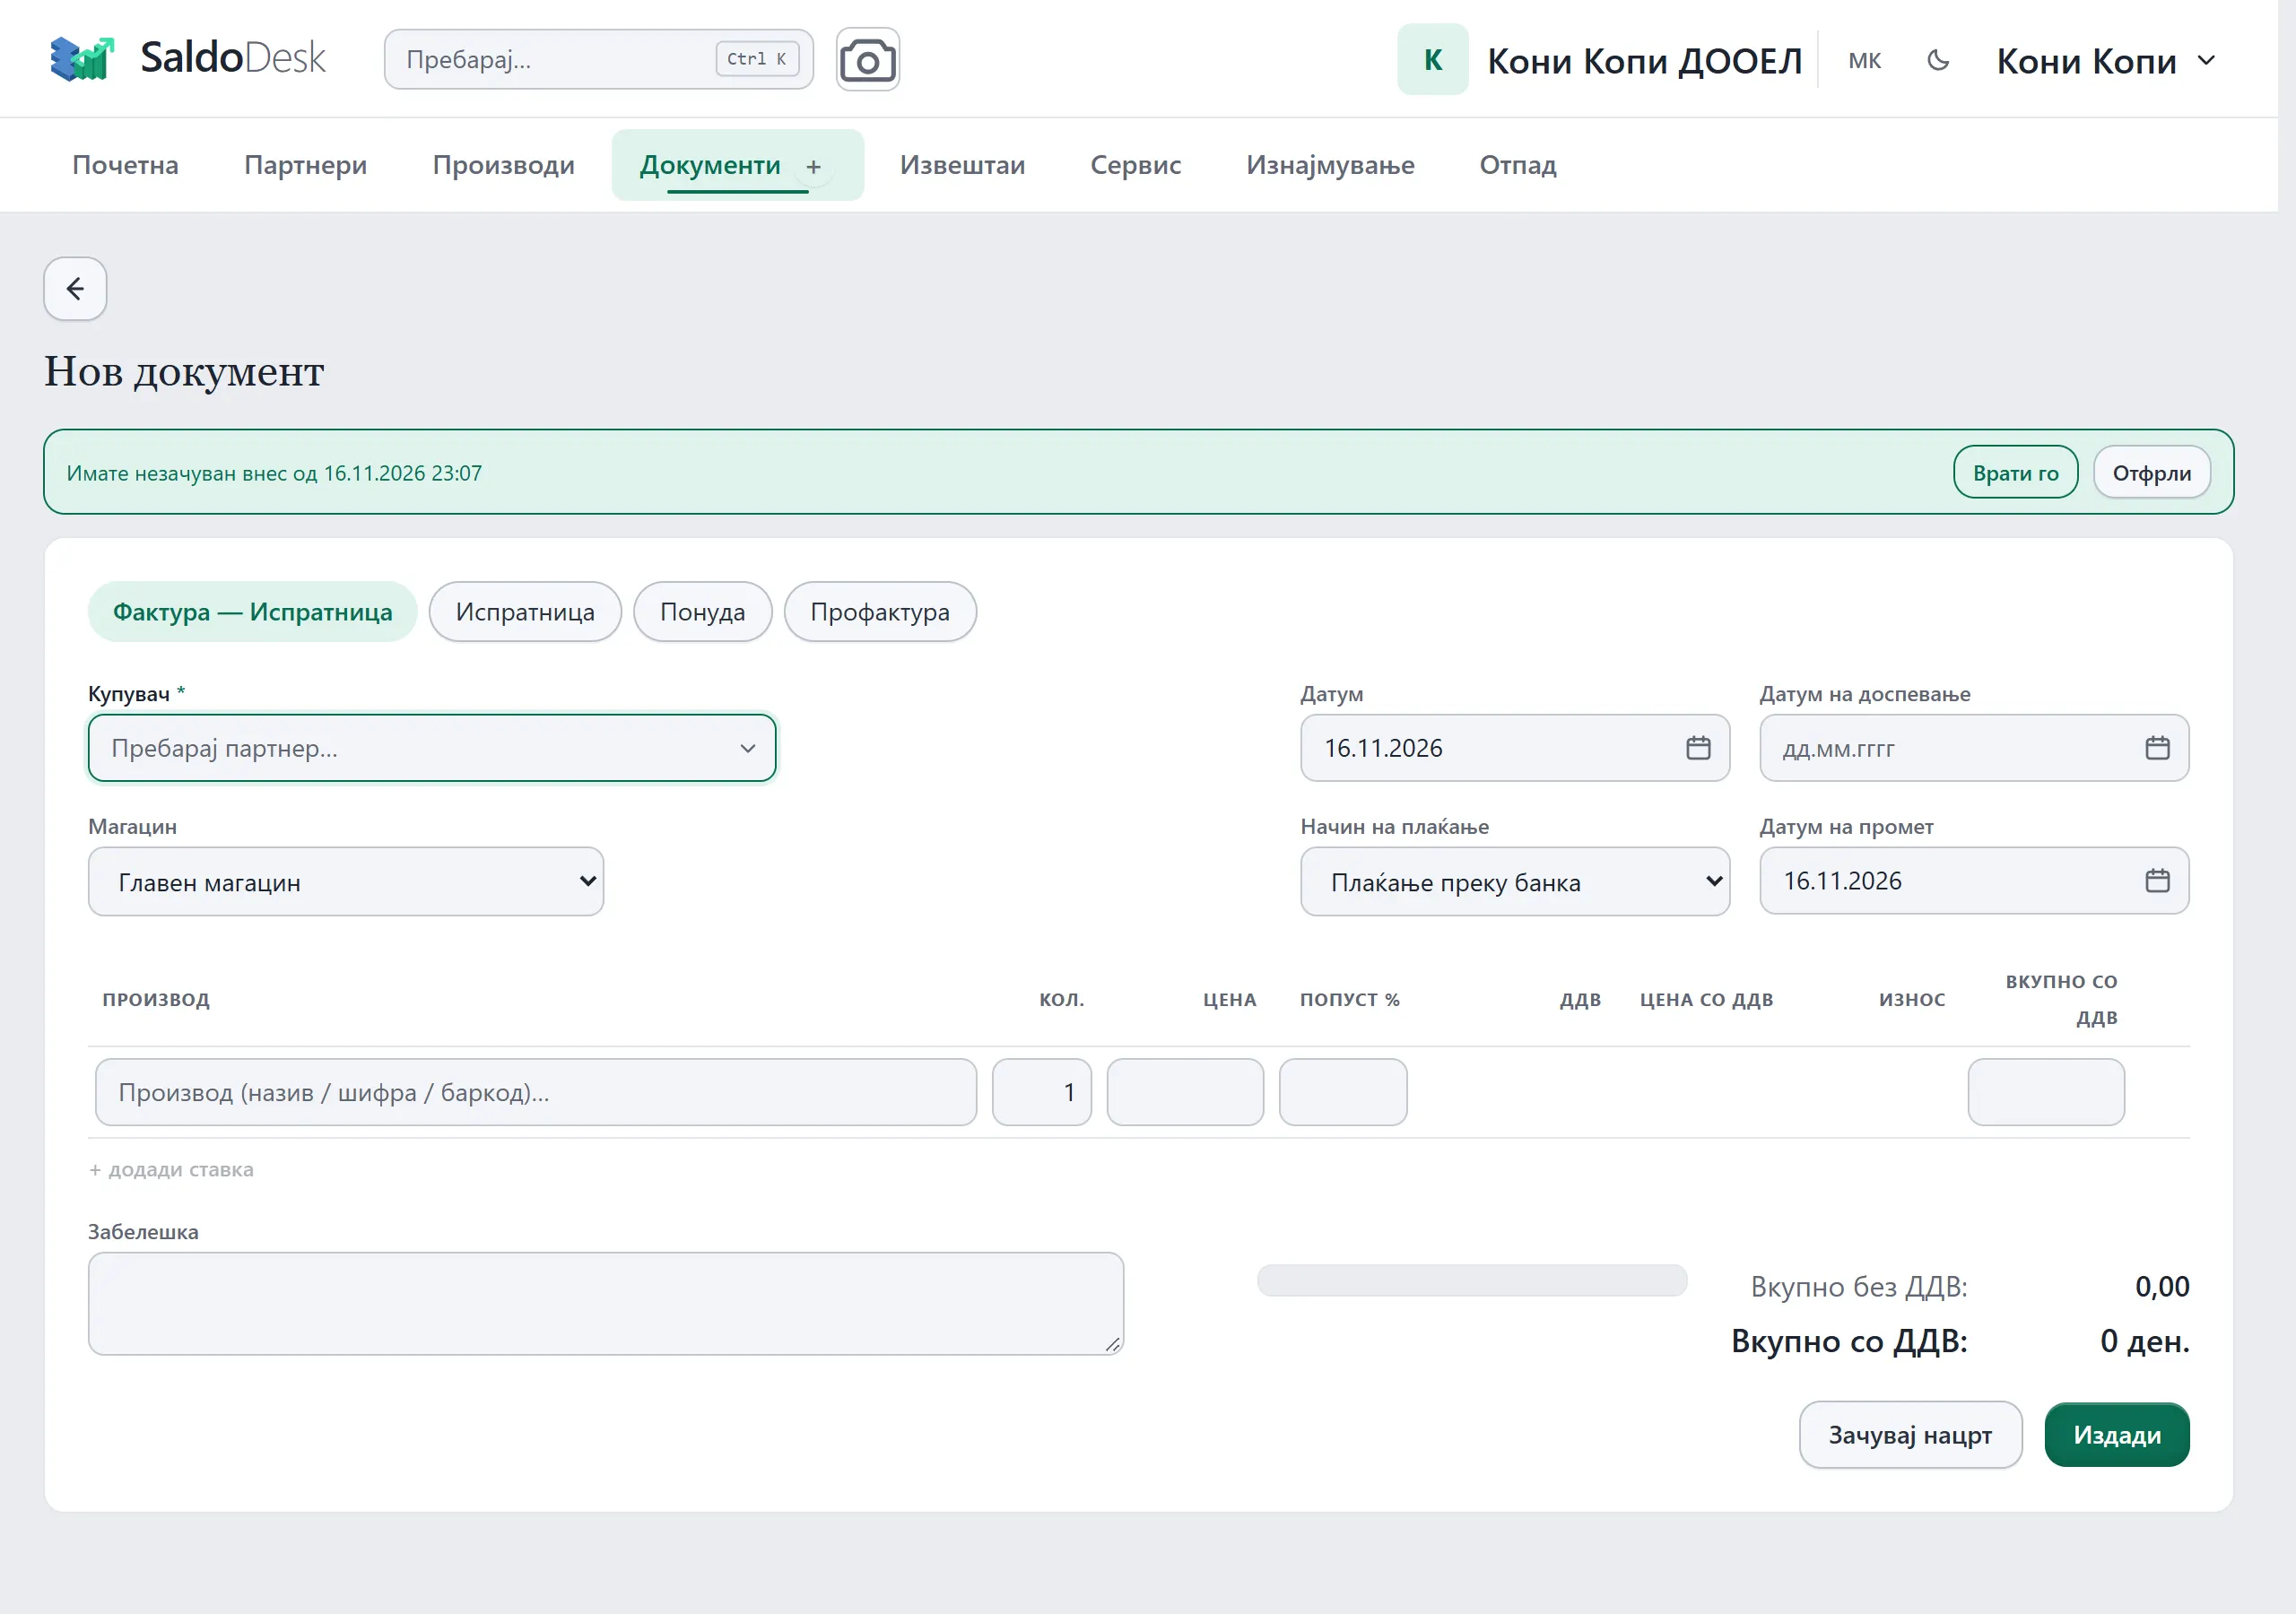 SaldoDesk
Пребарај...
Ctrl K
К
Кони Копи ДООЕЛ
МК
Кони Копи
Почетна
Партнери
Производи
Документи +
Извештаи
Сервис
Изнајмување
Отпад
Нов документ
Имате незачуван внес од 16.11.2026 23:07
Врати го
Отфрли
Фактура — Испратница
Испратница
Понуда
Профактура
Купувач *
Пребарај партнер...
Датум
16.11.2026
Датум на доспевање
дд.мм.гггг
Магацин
Главен магацин
Начин на плаќање
Плаќање преку банка
Датум на промет
16.11.2026
ПРОИЗВОД
КОЛ.
ЦЕНА
ПОПУСТ %
ДДВ
ЦЕНА СО ДДВ
ИЗНОС
ВКУПНО СО
ДДВ
Производ (назив / шифра / баркод)...
1
+ додади ставка
Забелешка
Вкупно без ДДВ: 0,00
Вкупно со ДДВ: 0 ден.
Зачувај нацрт
Издади